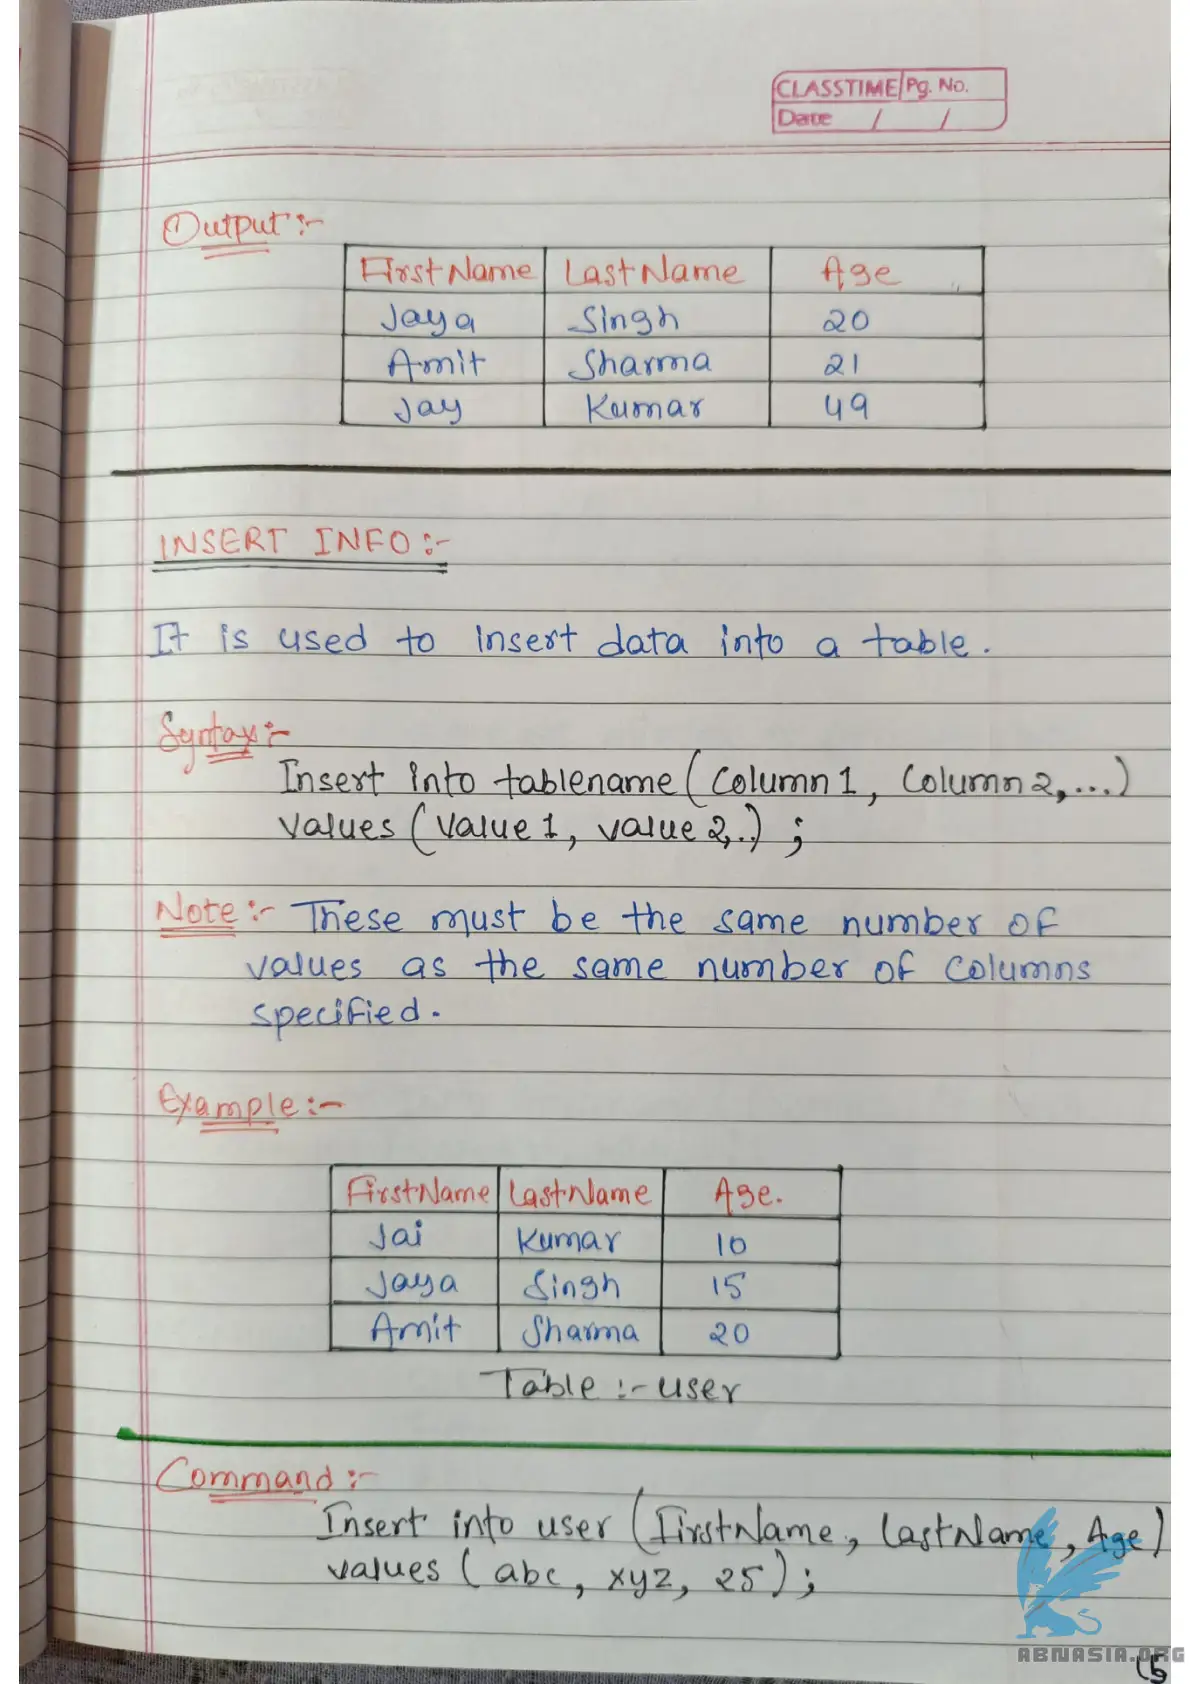 CLASSTIME Pg. No.
Date / /
Output :-
FirstName LastName Age
Jaya Singh 20
Amit Sharma 21
Jay Kumar 49
INSERT INFO :-
It is used to insert data into a table.
Syntax :-
Insert into tablename (Column 1, Column 2, ...)
values (value 1, value 2,..) ;
Note :- These must be the same number of
values as the same number of columns
specified.
Example :-
FirstName LastName Age.
Jai Kumar 10
Jaya Singh 15
Amit Sharma 20
Table :- user
Command :-
Insert into user (FirstName, LastName, Age)
values (abc, xyz, 25) ;
ABNASIA.ORG